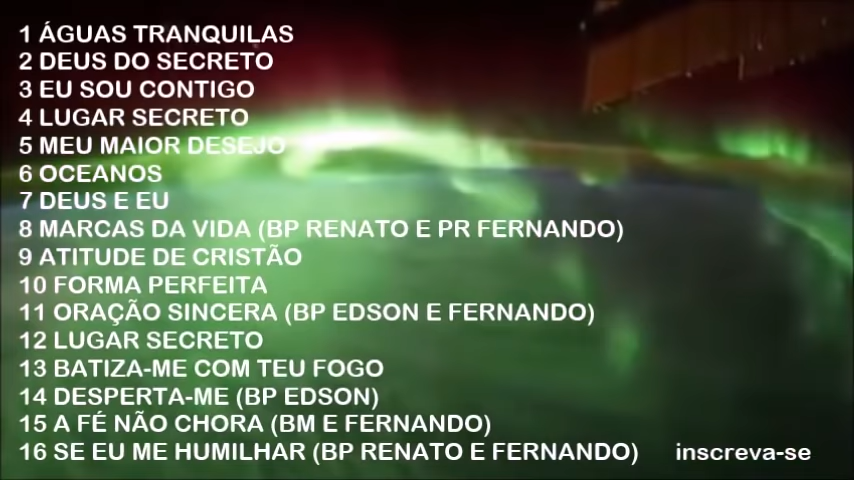 1 ÁGUAS TRANQUILAS
2 DEUS DO SECRETO
3 EU SOU CONTIGO
4 LUGAR SECRETO
5 MEU MAIOR DESEJO
6 OCEANOS
7 DEUS E EU
8 MARCAS DA VIDA (BP RENATO E PR FERNANDO)
9 ATITUDE DE CRISTÃO
10 FORMA PERFEITA
11 ORAÇÃO SINCERA (BP EDSON E FERNANDO)
12 LUGAR SECRETO
13 BATIZA-ME COM TEU FOGO
14 DESPERTA-ME (BP EDSON)
15 A FÉ NÃO CHORA (BM E FERNANDO)
16 SE EU ME HUMILHAR (BP RENATO E FERNANDO) inscreva-se